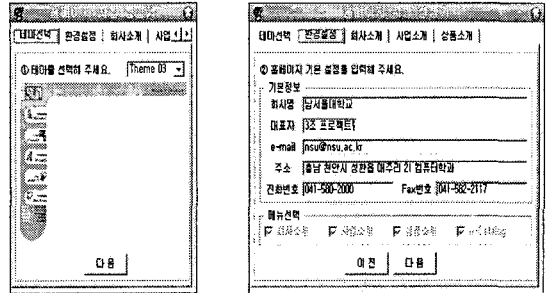 테마선택 환경설정 회사소개 사업
① 테마를 선택해 주세요. Theme 03
다 음
테마선택 환경설정 회사소개 사업소개 상품소개
② 홈페이지 기본 설정를 입력해 주세요.
기본정보
회사명 남서울대학교
대표자 3조 프로젝트
e-mail nsu@nsu.ac.kr
주소 충남 천안시 성환읍 매주리 21 컴퓨터학과
전화번호 041-580-2000 Fax번호 041-582-2117
메뉴선택
회사소개 사업소개 상품소개
이 전 다 음